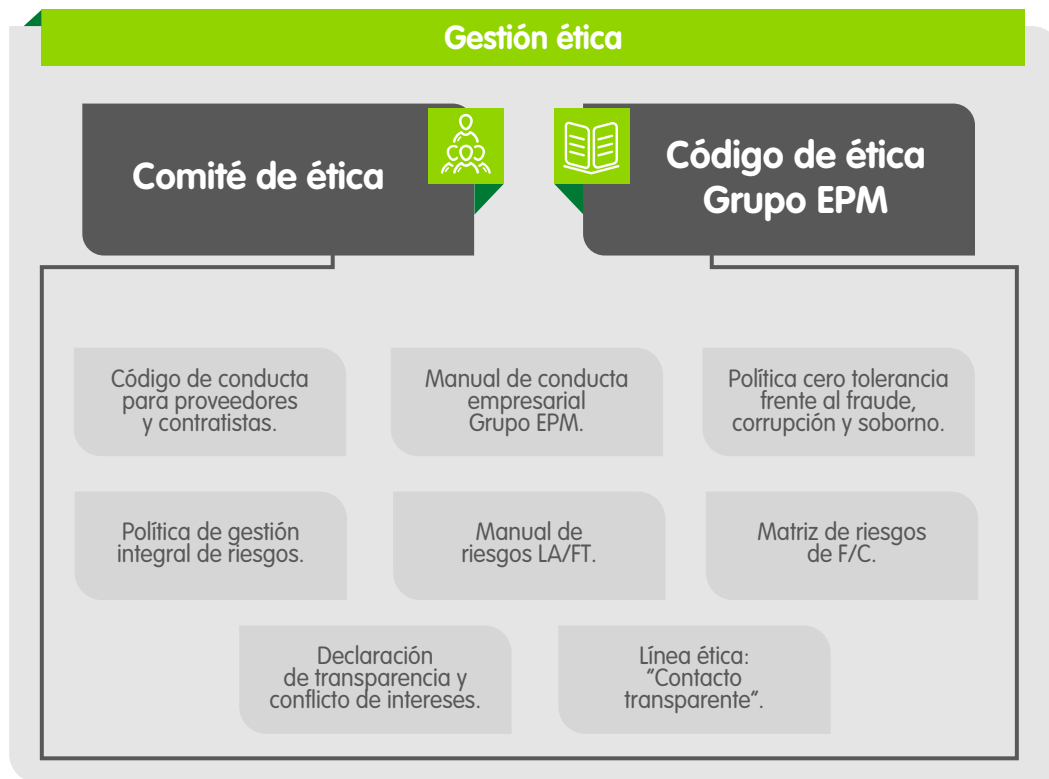 Gestión ética
Comité de ética
Código de ética
Grupo EPM
Código de conducta
para proveedores
y contratistas.
Manual de conducta
empresarial
Grupo EPM.
Política cero tolerancia
frente al fraude,
corrupción y soborno.
Política de gestión
integral de riesgos.
Manual de
riesgos LA/FT.
Matriz de riesgos
de F/C.
Declaración
de transparencia y
conflicto de intereses.
Línea ética:
"Contacto
transparente".